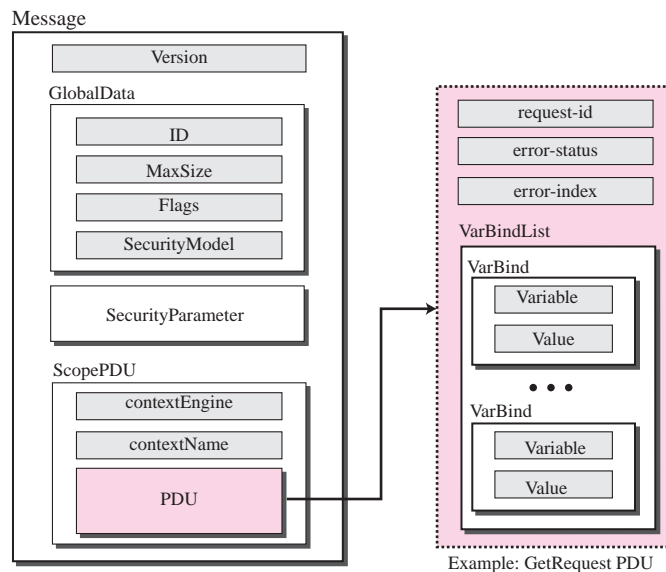 Message
Version
GlobalData
ID
MaxSize
Flags
SecurityModel
SecurityParameter
ScopePDU
contextEngine
contextName
PDU
request-id
error-status
error-index
VarBindList
VarBind
Variable
Value
VarBind
Variable
Value
Example: GetRequest PDU